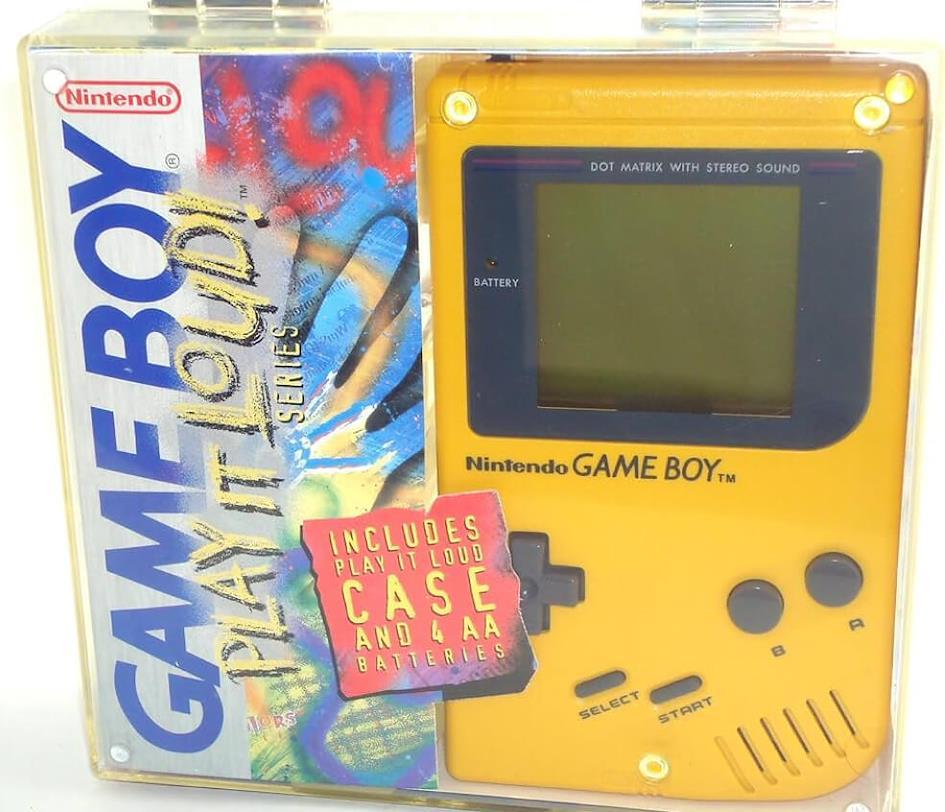 Nintendo®
GAME BOY®
PLAY IT LOUD!™
SERIES
INCLUDES
PLAY IT LOUD
CASE
AND 4 AA
BATTERIES
DOT MATRIX WITH STEREO SOUND
BATTERY
Nintendo GAME BOY™
B
A
SELECT
START